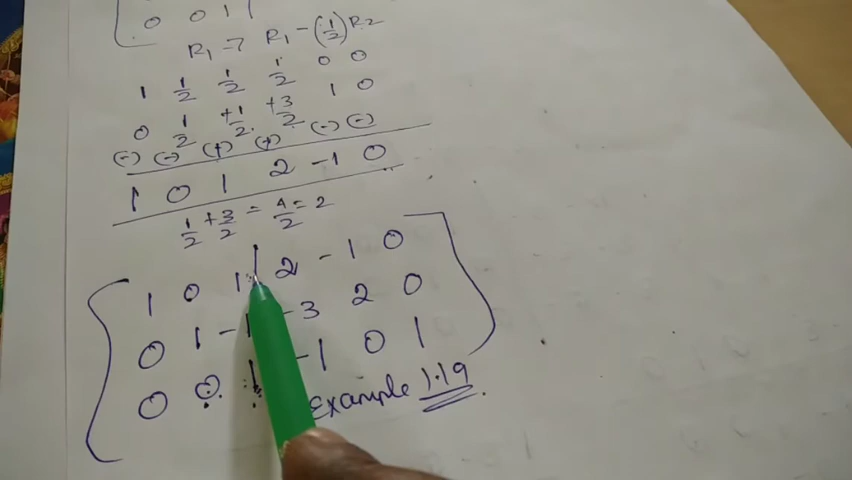 0 0 1
R1 → R1 - (1/2) R2
1 1/2 1/2 1/2 0 0
0 1/2 +1/2 +3/2 1 0
(-) (-) (+) (+) (-) (-)
1 0 1 2 -1 0
1/2 + 3/2 = 4/2 = 2
1 0 1 | 2 -1 0
0 1 -1 -3 2 0
0 0 1 -1 0 1
Example 1.19